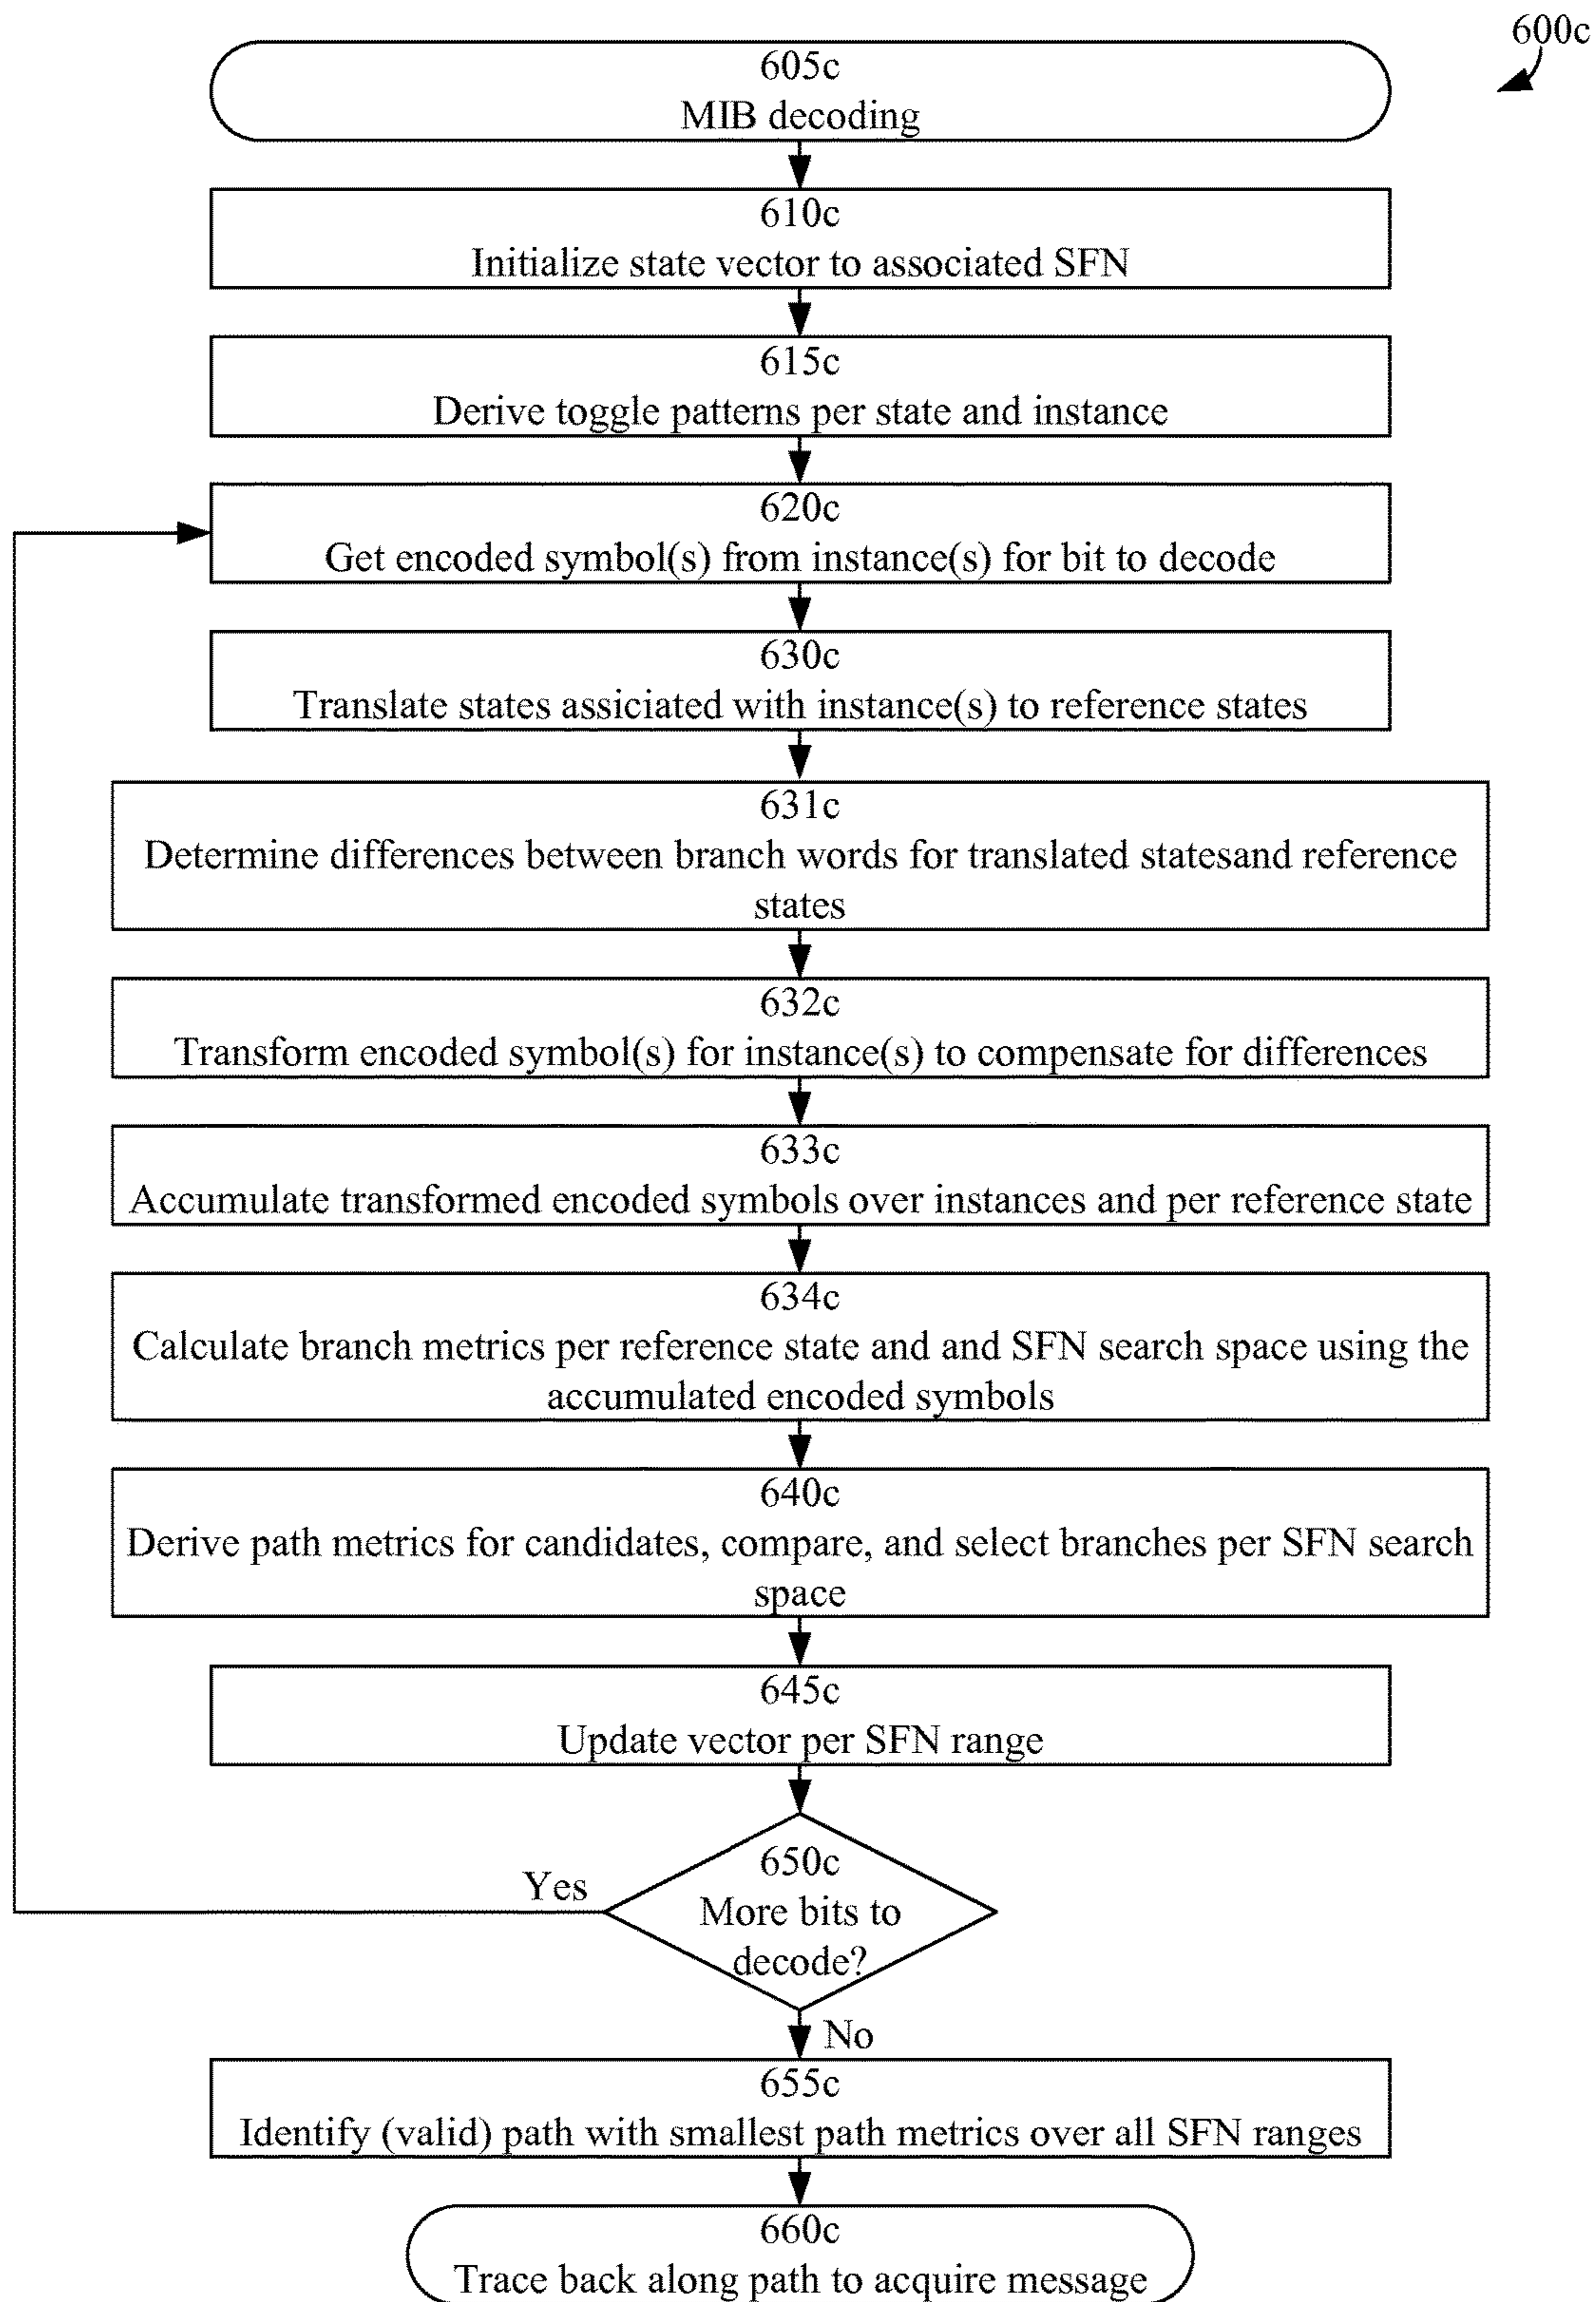 600c
605c
MIB decoding
610c
Initialize state vector to associated SFN
615c
Derive toggle patterns per state and instance
620c
Get encoded symbol(s) from instance(s) for bit to decode
630c
Translate states assiciated with instance(s) to reference states
631c
Determine differences between branch words for translated statesand reference
states
632c
Transform encoded symbol(s) for instance(s) to compensate for differences
633c
Accumulate transformed encoded symbols over instances and per reference state
634c
Calculate branch metrics per reference state and and SFN search space using the
accumulated encoded symbols
640c
Derive path metrics for candidates, compare, and select branches per SFN search
space
645c
Update vector per SFN range
650c
Yes
More bits to
decode?
No
655c
Identify (valid) path with smallest path metrics over all SFN ranges
660c
Trace back along path to acquire message